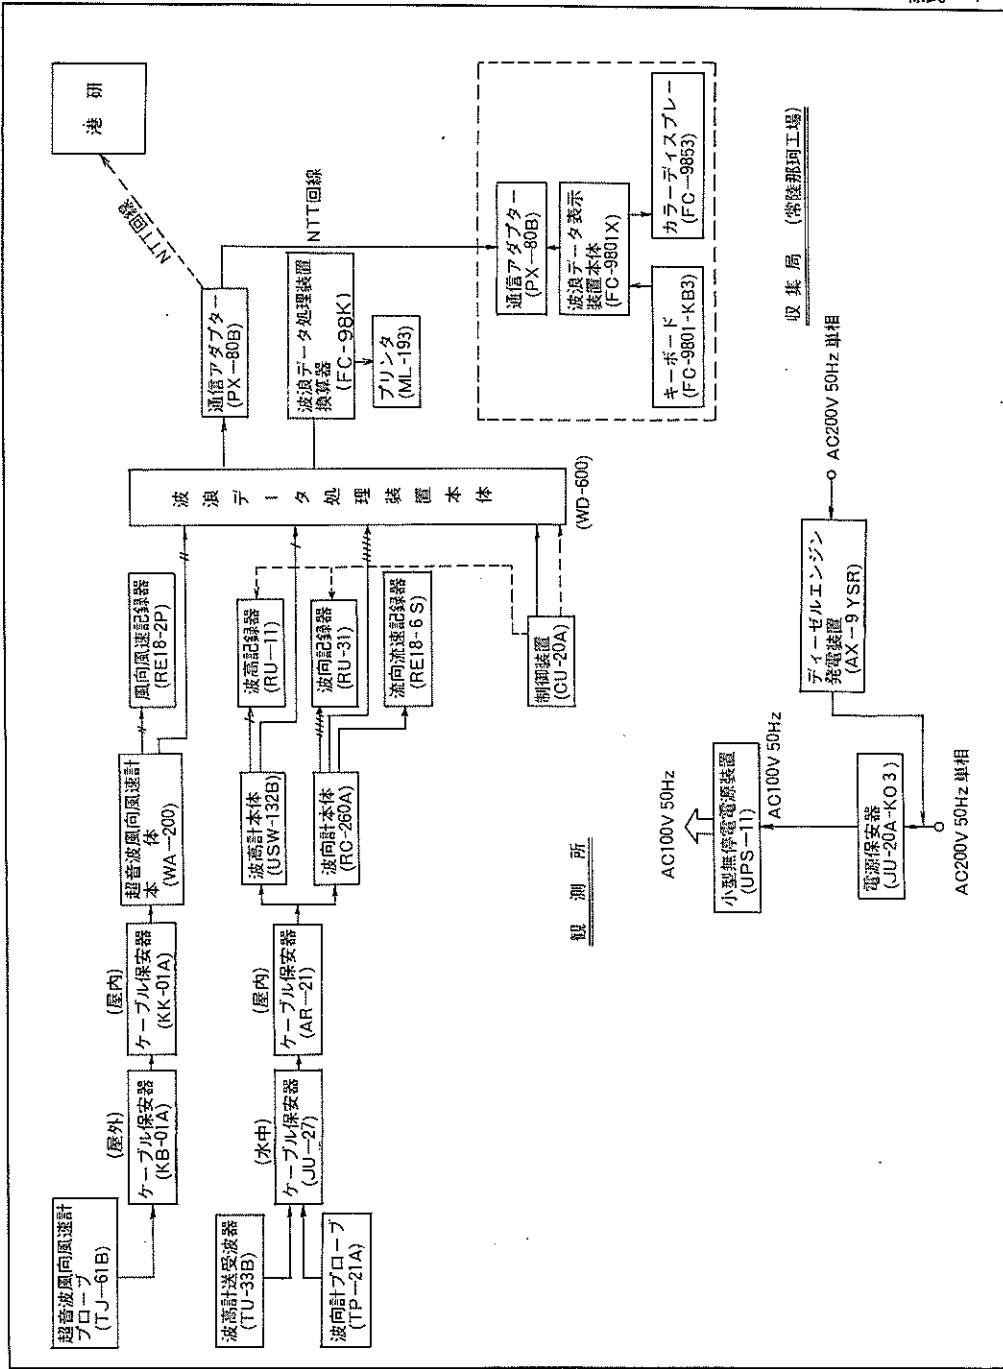 超音波風向風速計
プローブ
(TJ—61B)
(屋外)
ケーブル保安器
(KB-01A)
(屋内)
ケーブル保安器
(KK-01A)
超音波風向風速計
本 体
(WA—200)
風向風速記録器
(RE18-2P)
波高計送受波器
(TU-33B)
波向計プローブ
(TP—21A)
(水中)
ケーブル保安器
(JU—27)
(屋内)
ケーブル保安器
(AR—21)
波高計本体
(USW-132B)
波向計本体
(RC-260A)
波高記録器
(RU—11)
波向記録器
(RU-31)
流向流速記録器
(RE18-6S)
制御装置
(CU-20A)
波浪データ処理装置本体
(WD-600)
通信アダプター
(PX—80B)
NTT回線
港 研
波浪データ処理装置
換算器
(FC-98K)
プリンタ
(ML-193)
NTT回線
通信アダプター
(PX—80B)
波浪データ表示
装置本体
(FC-9801X)
キーボード
(FC-9801-KB3)
カラーディスプレー
(FC—9853)
観 測 所
収 集 局 (常陸那珂工場)
AC100V 50Hz
小型無停電電源装置
(UPS—11)
AC100V 50Hz
電源保安器
(JU-20A-KO3)
AC200V 50Hz 単相
ディーゼルエンジン
発電装置
(AX—9YSR)
AC200V 50Hz 単相